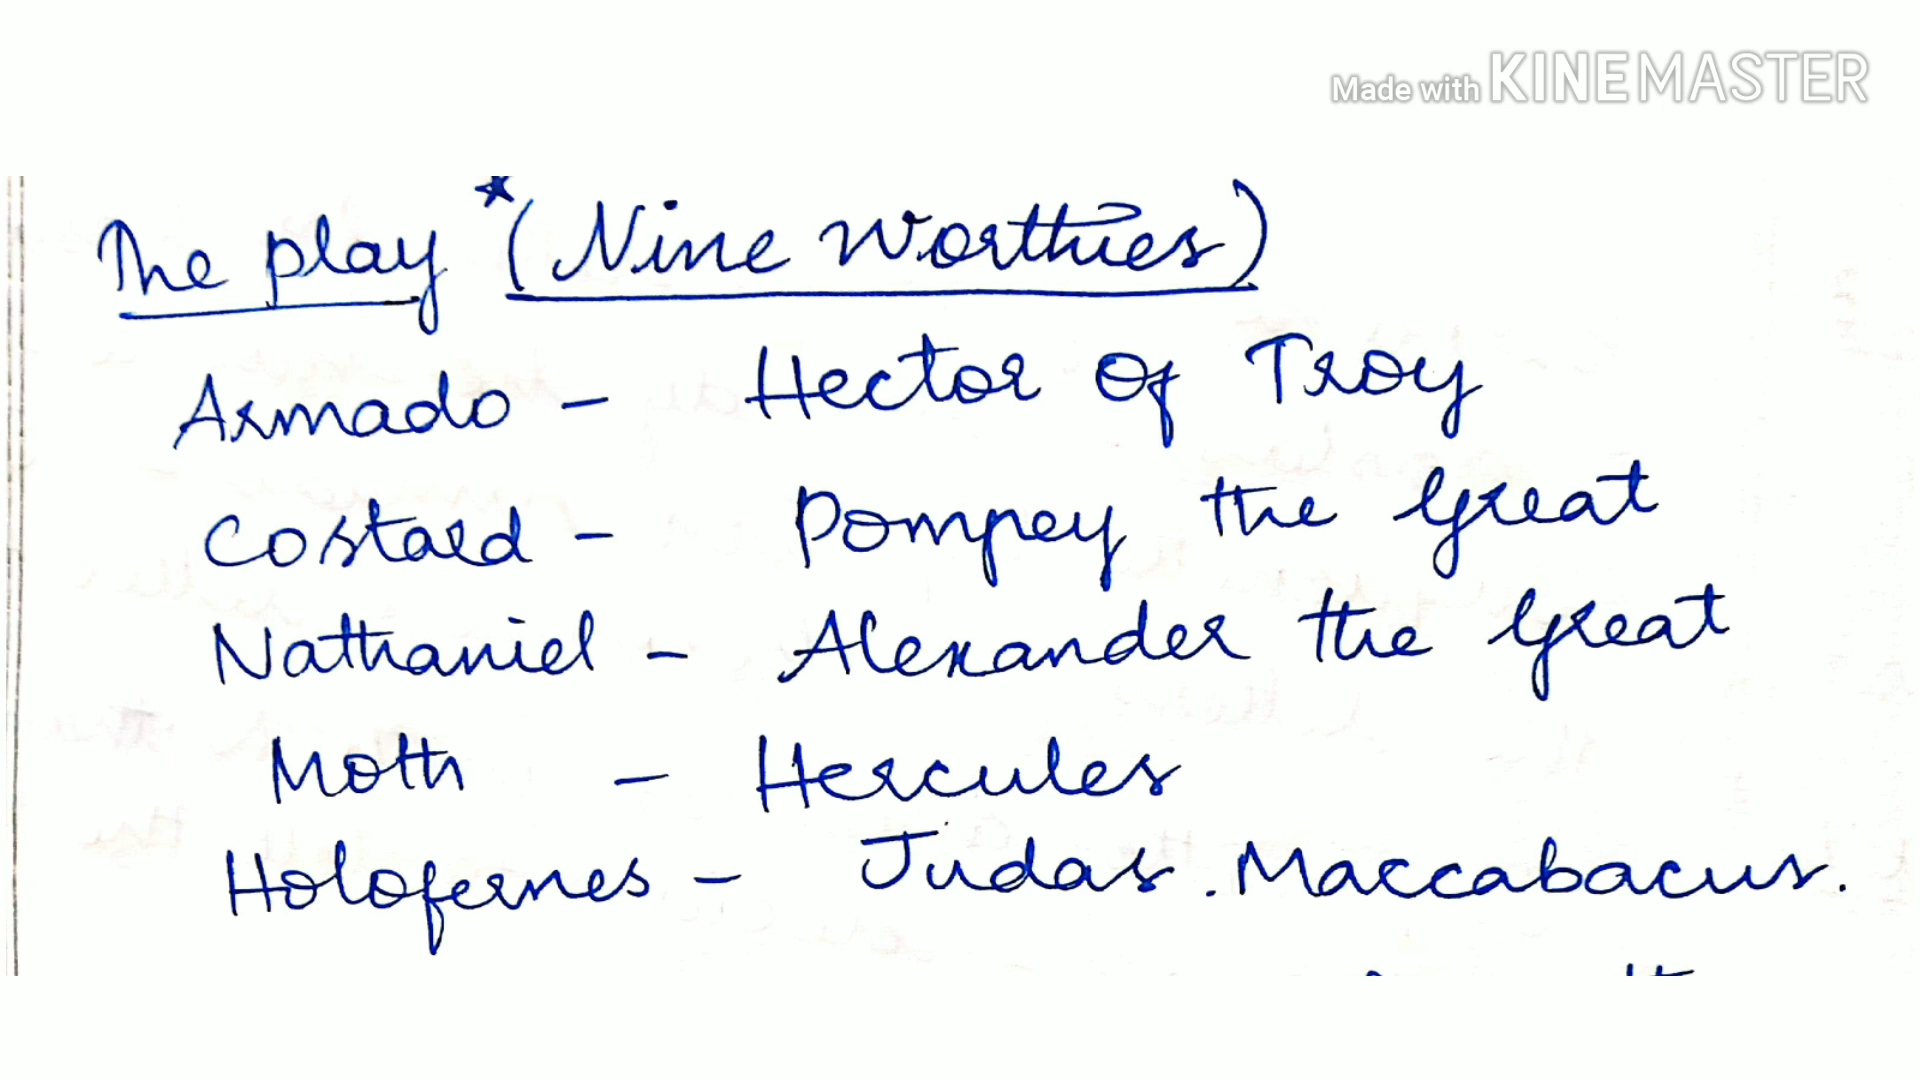 Made with KINEMASTER
The play *(Nine Worthies)
Armado - Hector of Troy
Costard - Pompey the Great
Nathaniel - Alexander the Great
Moth - Hercules
Holofernes - Judas. Maccabacus.